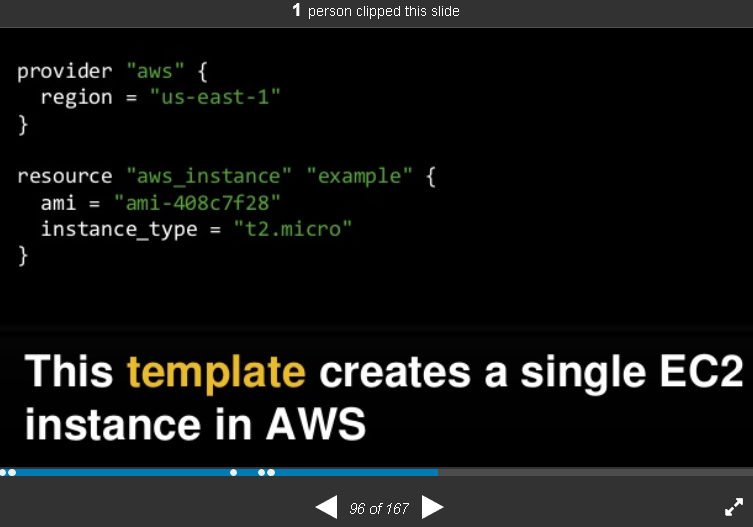 1 person clipped this slide
provider "aws" {
  region = "us-east-1"
}
resource "aws_instance" "example" {
  ami = "ami-408c7f28"
  instance_type = "t2.micro"
}
This template creates a single EC2
instance in AWS
96 of 167